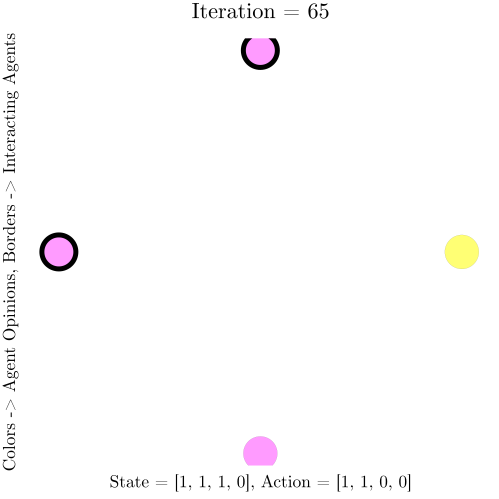 Iteration = 65
Colors -> Agent Opinions, Borders -> Interacting Agents
State = [1, 1, 1, 0], Action = [1, 1, 0, 0]